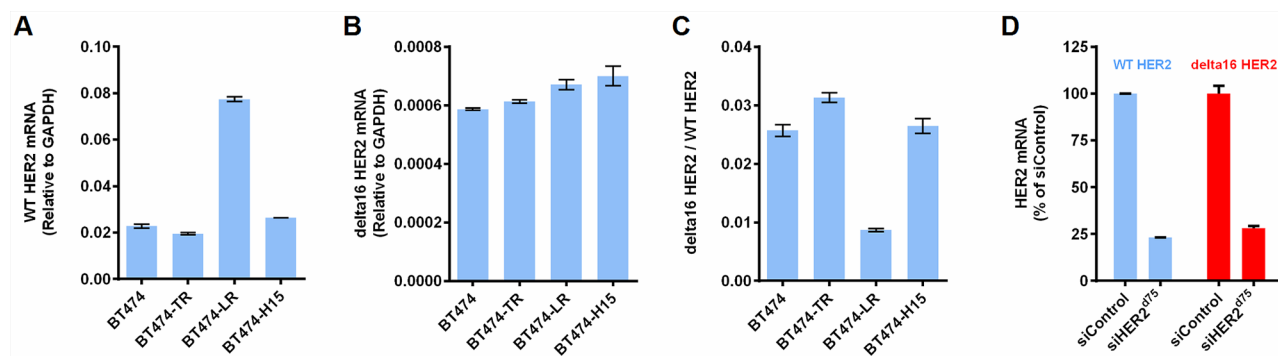 A
WT HER2 mRNA
(Relative to GAPDH)
0.10
0.08
0.06
0.04
0.02
0.00
BT474
BT474-TR
BT474-LR
BT474-H15
B
delta16 HER2 mRNA
(Relative to GAPDH)
0.0008
0.0006
0.0004
0.0002
0.0000
BT474
BT474-TR
BT474-LR
BT474-H15
C
delta16 HER2 / WT HER2
0.04
0.03
0.02
0.01
0.00
BT474
BT474-TR
BT474-LR
BT474-H15
D
HER2 mRNA
(% of siControl)
125
100
75
50
25
0
WT HER2
delta16 HER2
siControl
siHER2^d75
siControl
siHER2^d75